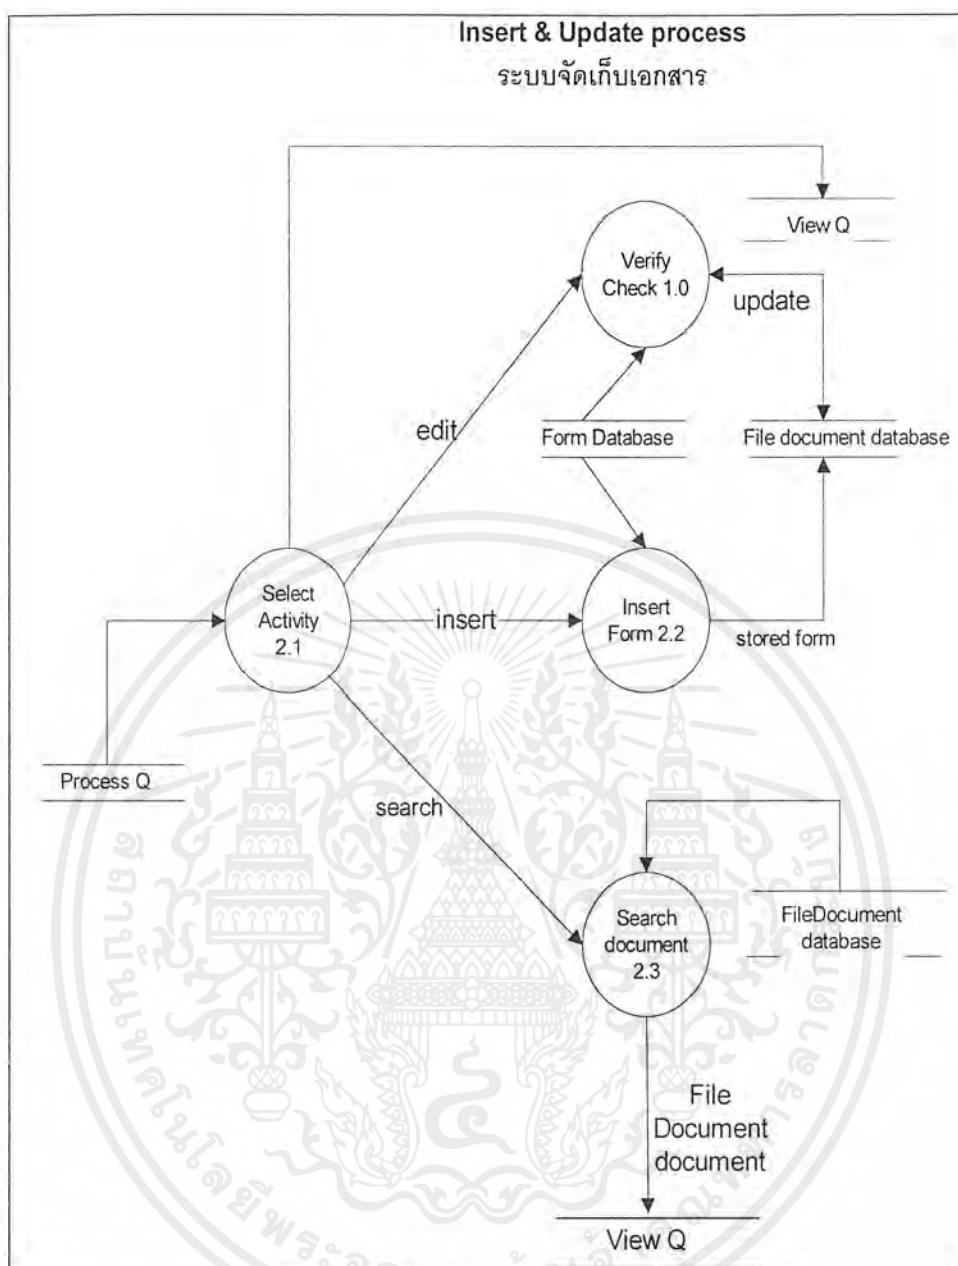 Insert & Update process
ระบบจัดเก็บเอกสาร
View Q
Verify
Check 1.0
update
edit
Form Database
File document database
Select
Activity
2.1
insert
Insert
Form 2.2
stored form
Process Q
search
Search
document
2.3
FileDocument
database
File
Document
document
View Q